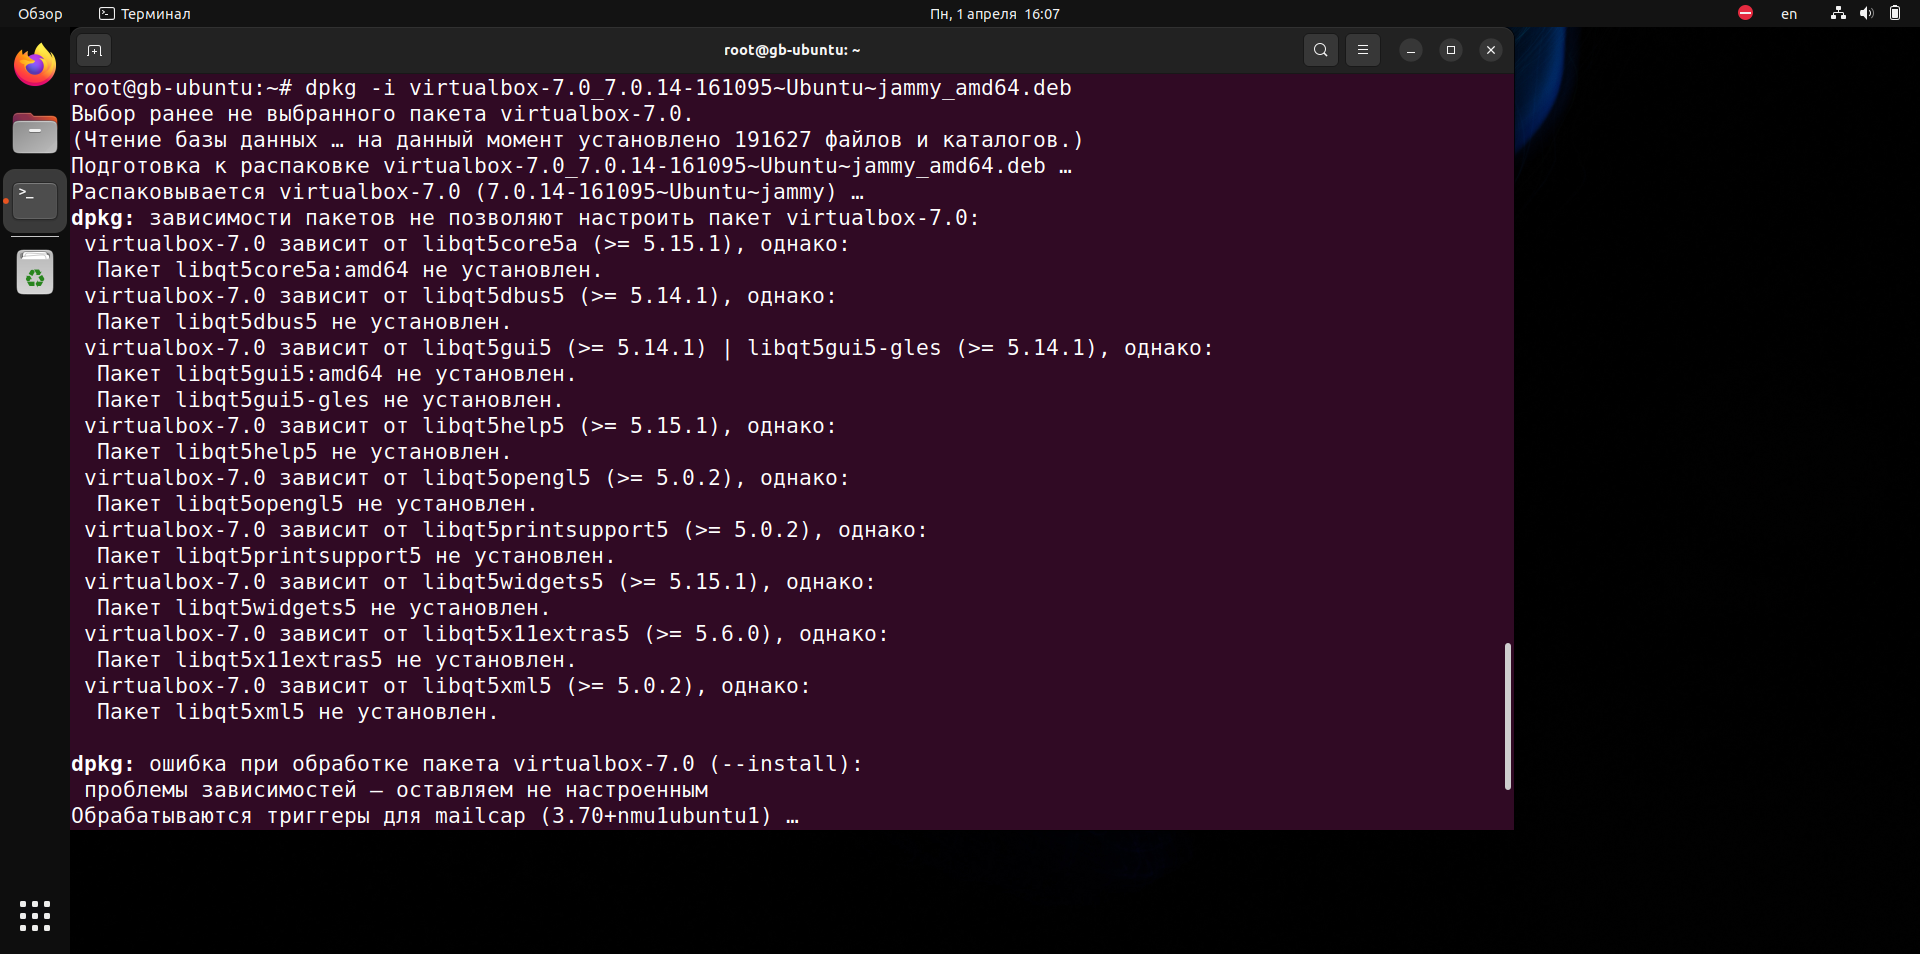 Обзор
Терминал
Пн, 1 апреля 16:07
en
root@gb-ubuntu: ~
root@gb-ubuntu:~# dpkg -i virtualbox-7.0_7.0.14-161095~Ubuntu~jammy_amd64.deb
Выбор ранее не выбранного пакета virtualbox-7.0.
(Чтение базы данных … на данный момент установлено 191627 файлов и каталогов.)
Подготовка к распаковке virtualbox-7.0_7.0.14-161095~Ubuntu~jammy_amd64.deb …
Распаковывается virtualbox-7.0 (7.0.14-161095~Ubuntu~jammy) …
dpkg: зависимости пакетов не позволяют настроить пакет virtualbox-7.0:
 virtualbox-7.0 зависит от libqt5core5a (>= 5.15.1), однако:
  Пакет libqt5core5a:amd64 не установлен.
 virtualbox-7.0 зависит от libqt5dbus5 (>= 5.14.1), однако:
  Пакет libqt5dbus5 не установлен.
 virtualbox-7.0 зависит от libqt5gui5 (>= 5.14.1) | libqt5gui5-gles (>= 5.14.1), однако:
  Пакет libqt5gui5:amd64 не установлен.
  Пакет libqt5gui5-gles не установлен.
 virtualbox-7.0 зависит от libqt5help5 (>= 5.15.1), однако:
  Пакет libqt5help5 не установлен.
 virtualbox-7.0 зависит от libqt5opengl5 (>= 5.0.2), однако:
  Пакет libqt5opengl5 не установлен.
 virtualbox-7.0 зависит от libqt5printsupport5 (>= 5.0.2), однако:
  Пакет libqt5printsupport5 не установлен.
 virtualbox-7.0 зависит от libqt5widgets5 (>= 5.15.1), однако:
  Пакет libqt5widgets5 не установлен.
 virtualbox-7.0 зависит от libqt5x11extras5 (>= 5.6.0), однако:
  Пакет libqt5x11extras5 не установлен.
 virtualbox-7.0 зависит от libqt5xml5 (>= 5.0.2), однако:
  Пакет libqt5xml5 не установлен.
dpkg: ошибка при обработке пакета virtualbox-7.0 (--install):
 проблемы зависимостей — оставляем не настроенным
Обрабатываются триггеры для mailcap (3.70+nmu1ubuntu1) …